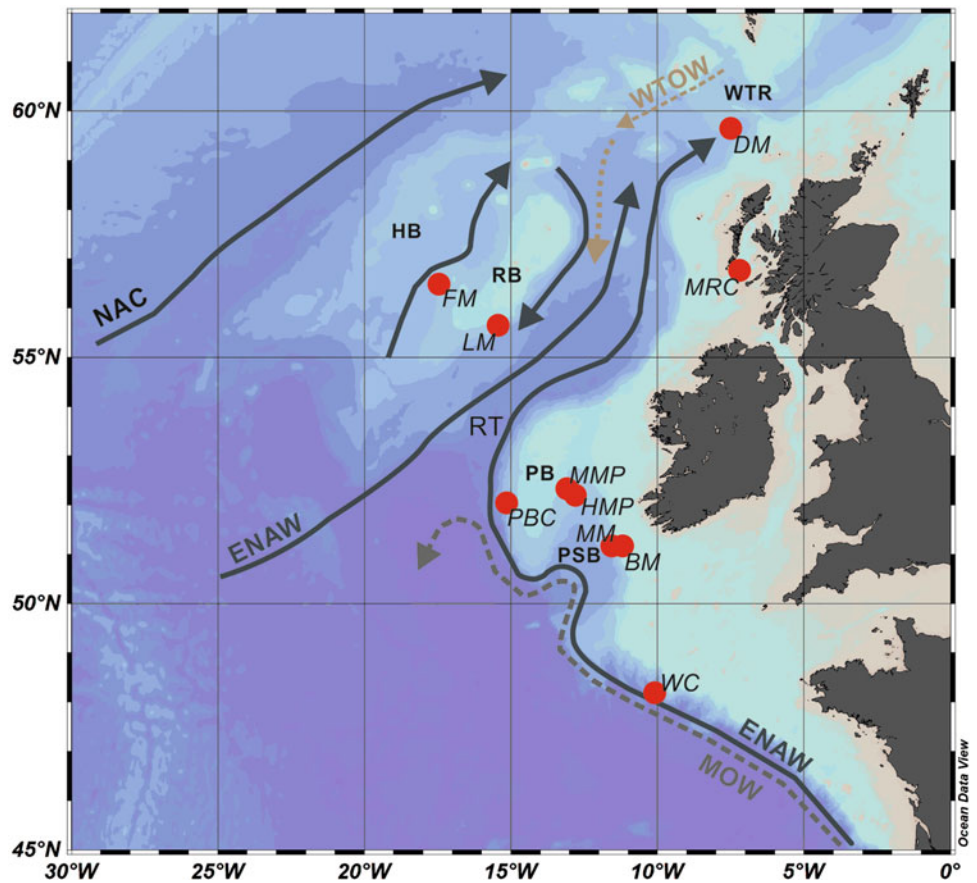 60°N
WTOW
WTR
DM
HB
RB
FM
MRC
NAC
LM
55°N
RT
PB
MMP
PBC
HMP
MM
ENAW
PSB
BM
50°N
WC
ENAW
MOW
Ocean Data View
45°N
30°W
25°W
20°W
15°W
10°W
5°W
0°